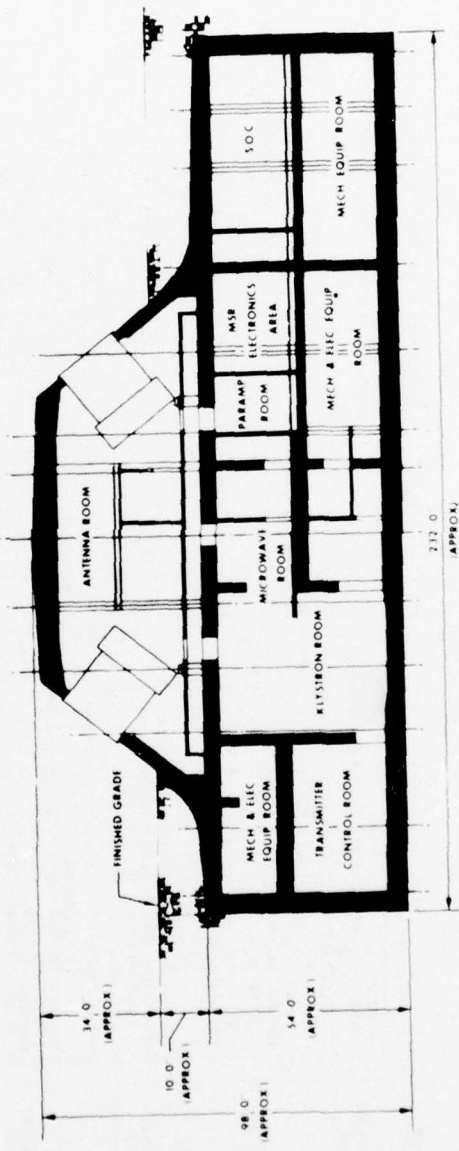 ANTENNA ROOM
FINISHED GRADE
34'.0
(APPROX)
10'.0'
(APPROX)
54'.0
(APPROX)
98'.0'
(APPROX)
MECH & ELEC
EQUIP ROOM
TRANSMITTER
CONTROL ROOM
KLYSTRON ROOM
MICROWAVE
ROOM
PARAMP
ROOM
MSR
ELECTRONICS
AREA
SOC
MECH & ELEC EQUIP
ROOM
MECH EQUIP ROOM
232'.0
(APPROX)